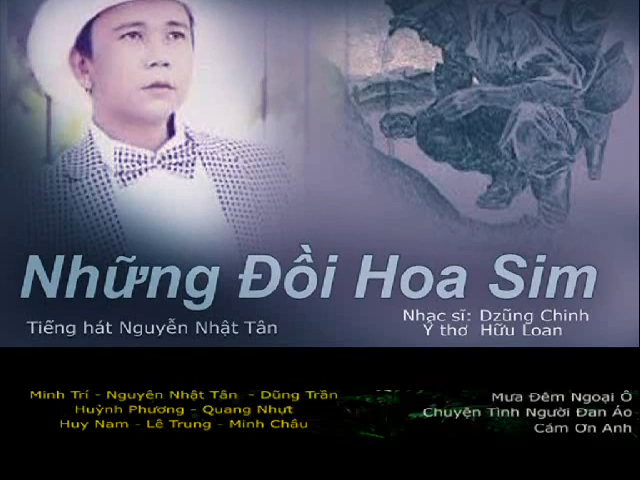 Những Đồi Hoa Sim
Tiếng hát Nguyễn Nhật Tân
Nhạc sĩ: Dzũng Chinh
Ý thơ Hữu Loan
Minh Trí - Nguyên Nhật Tân - Dũng Trần
Huỳnh Phương - Quang Nhựt
Huy Nam - Lê Trung - Minh Châu
Mưa Đêm Ngoại Ô
Chuyện Tình Người Đan Áo
Cám Ơn Anh